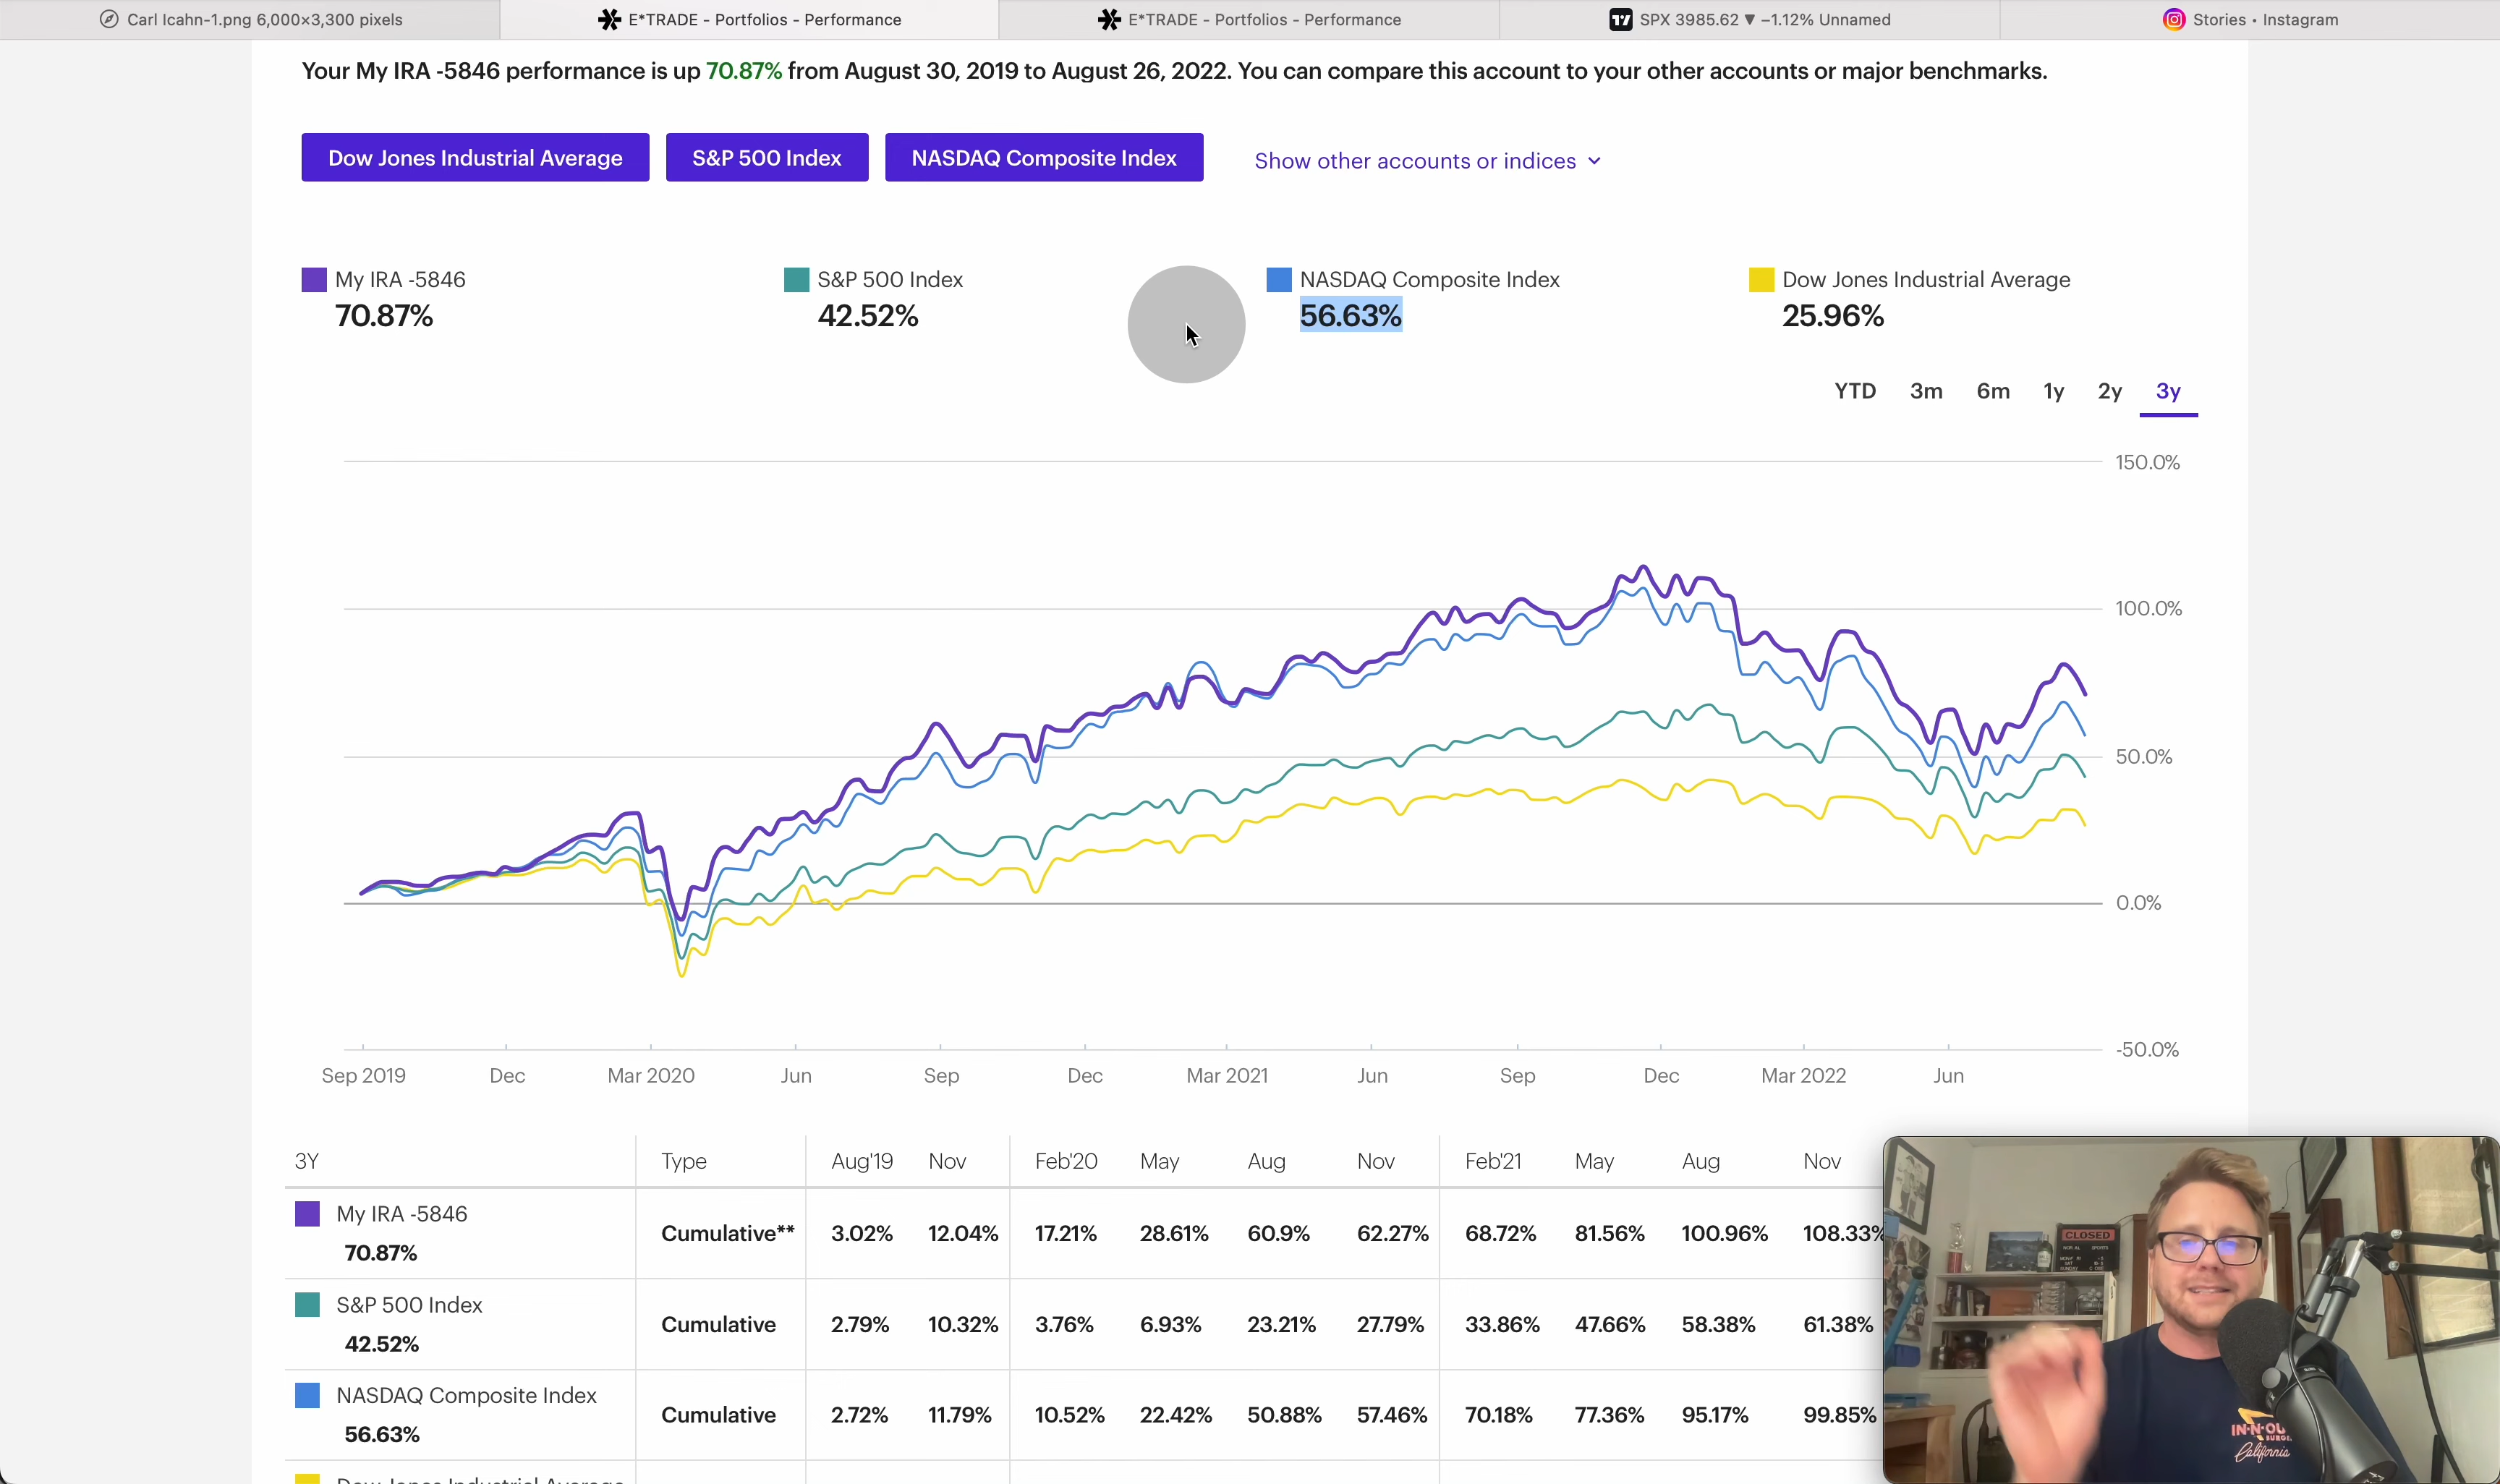 Carl Icahn-1.png 6,000×3,300 pixels
E*TRADE - Portfolios - Performance
E*TRADE - Portfolios - Performance
SPX 3985.62 ▼ −1.12% Unnamed
Stories • Instagram
Your My IRA -5846 performance is up 70.87% from August 30, 2019 to August 26, 2022. You can compare this account to your other accounts or major benchmarks.
Dow Jones Industrial Average
S&P 500 Index
NASDAQ Composite Index
Show other accounts or indices
My IRA -5846
70.87%
S&P 500 Index
42.52%
NASDAQ Composite Index
56.63%
Dow Jones Industrial Average
25.96%
YTD 3m 6m 1y 2y 3y
150.0%
100.0%
50.0%
0.0%
-50.0%
Sep 2019 Dec Mar 2020 Jun Sep Dec Mar 2021 Jun Sep Dec Mar 2022 Jun
3Y Type Aug'19 Nov Feb'20 May Aug Nov Feb'21 May Aug Nov
My IRA -5846
70.87%
Cumulative** 3.02% 12.04% 17.21% 28.61% 60.9% 62.27% 68.72% 81.56% 100.96% 108.33%
S&P 500 Index
42.52%
Cumulative 2.79% 10.32% 3.76% 6.93% 23.21% 27.79% 33.86% 47.66% 58.38% 61.38%
NASDAQ Composite Index
56.63%
Cumulative 2.72% 11.79% 10.52% 22.42% 50.88% 57.46% 70.18% 77.36% 95.17% 99.85%
Dow Jones Industrial Average
CLOSED
IN-N-OU
California